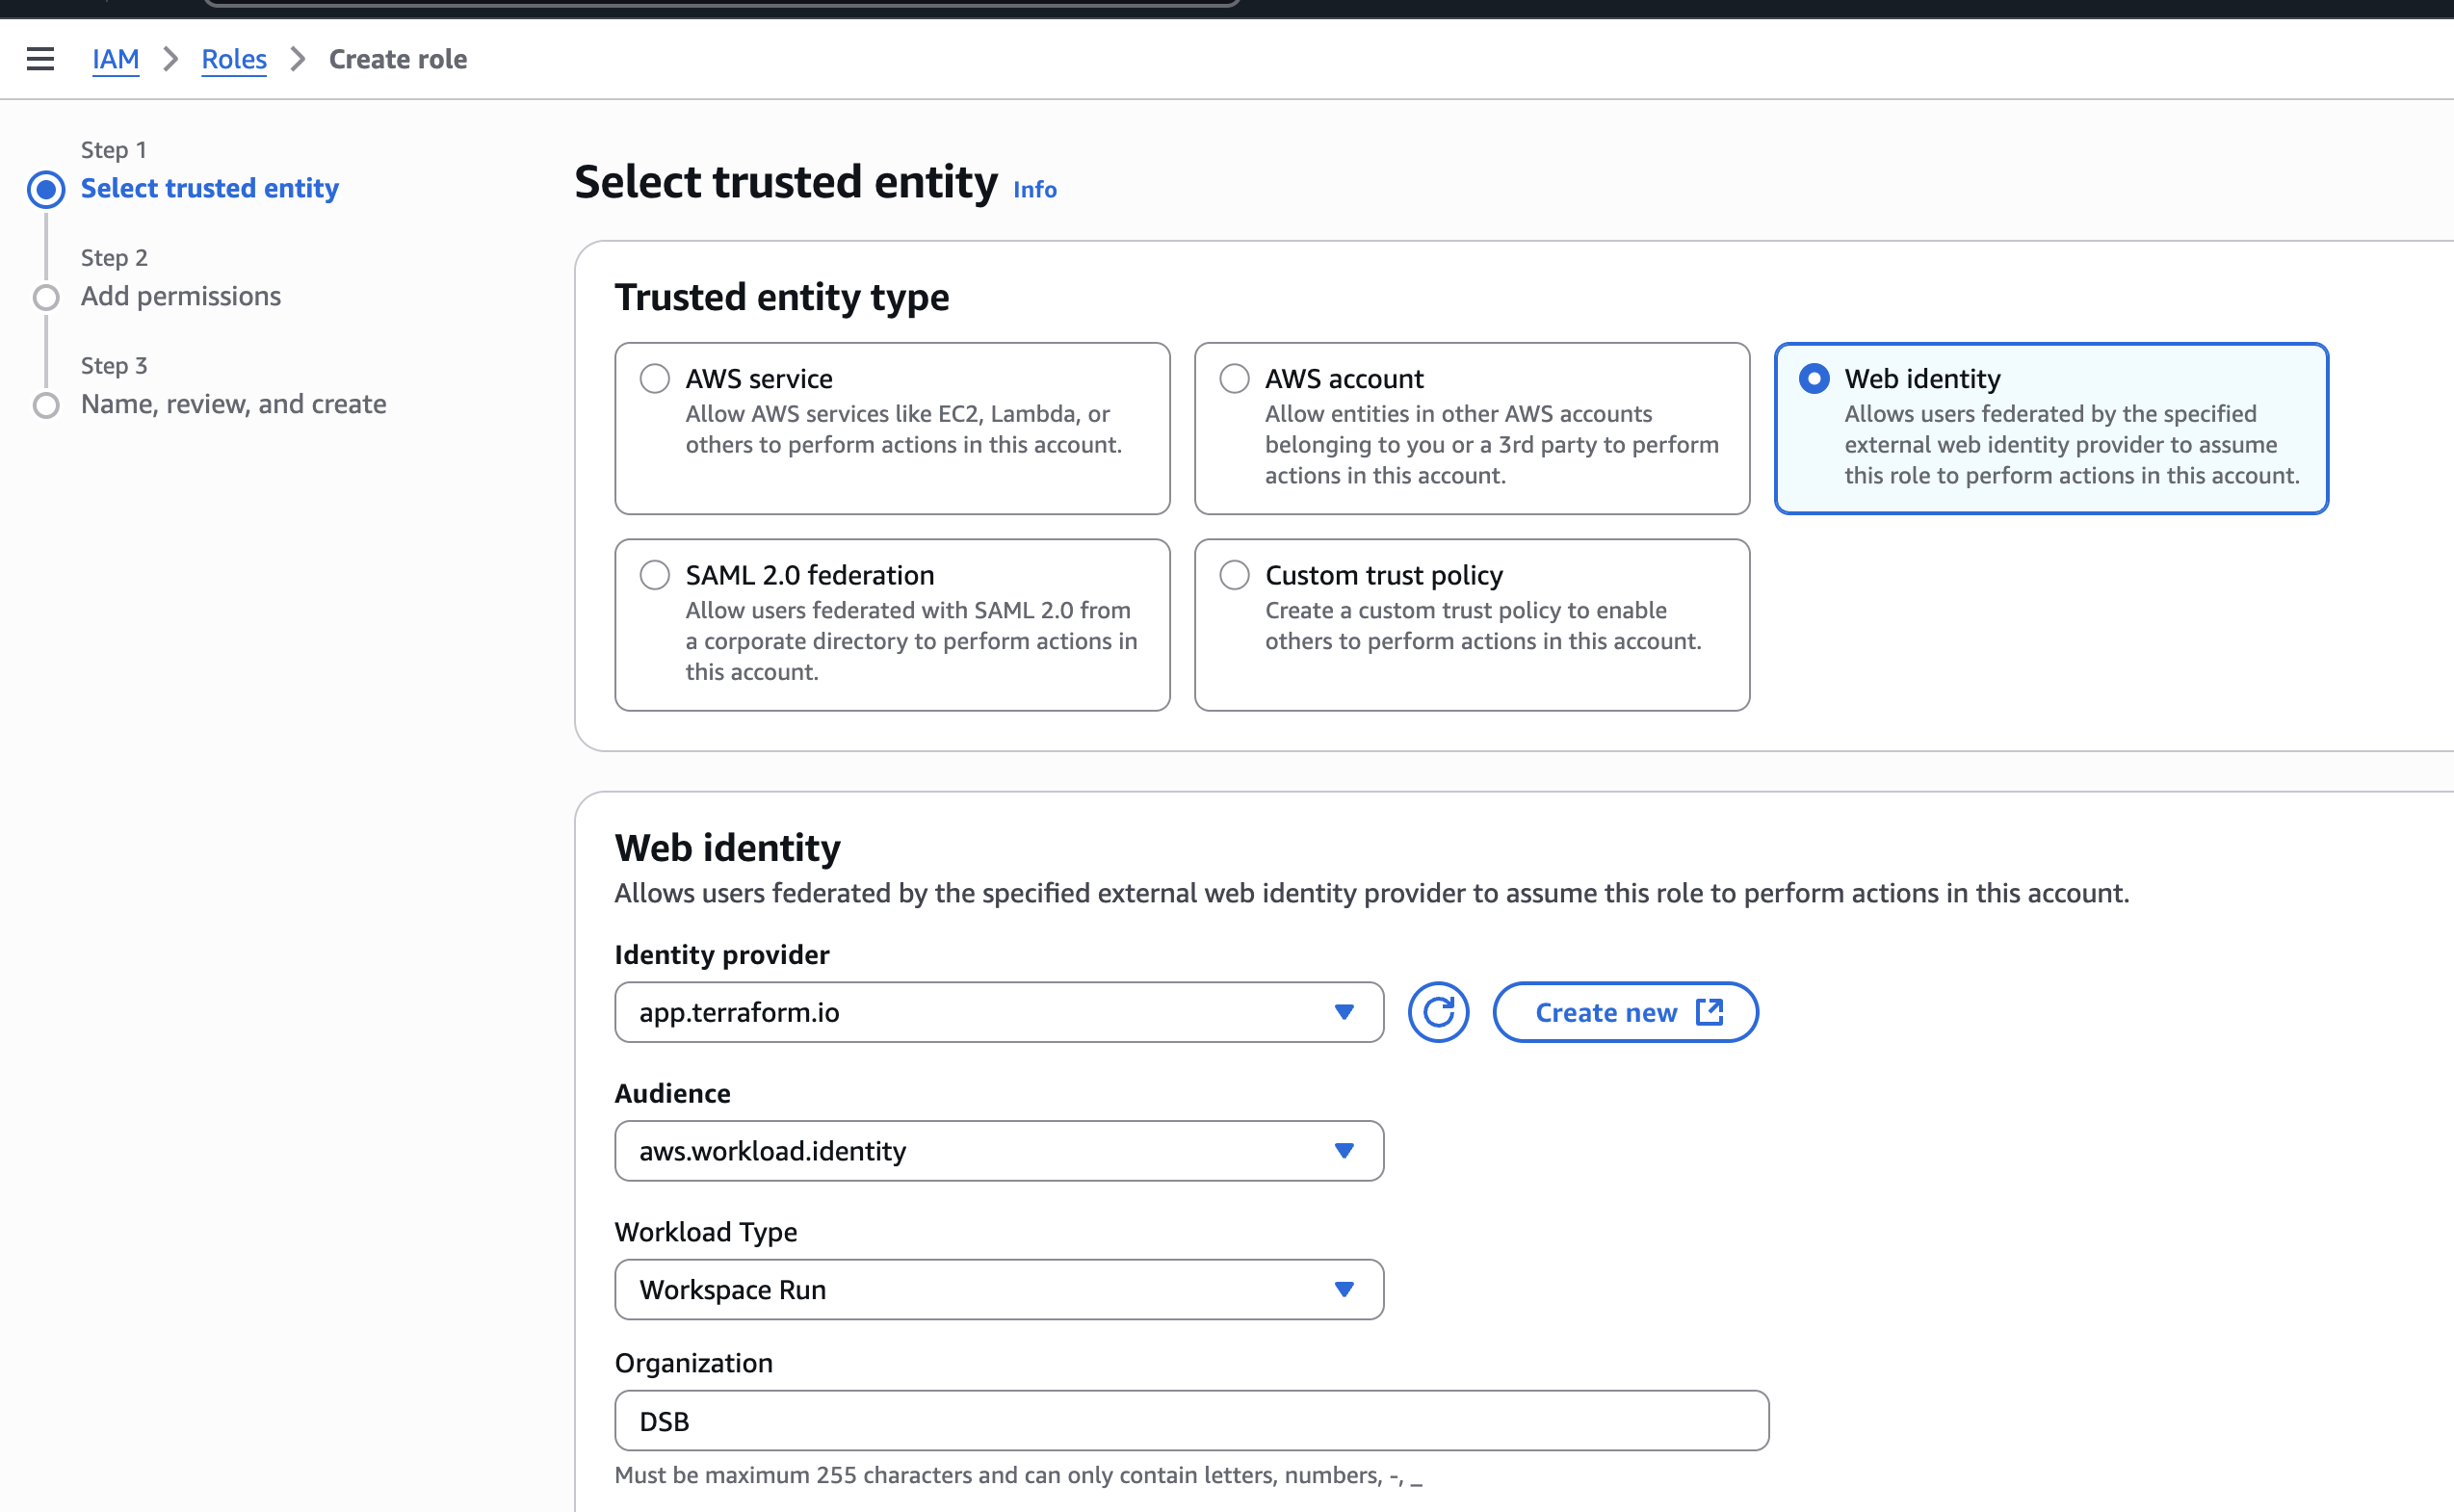 IAM > Roles > Create role
Step 1
Select trusted entity
Step 2
Add permissions
Step 3
Name, review, and create
Select trusted entity Info
Trusted entity type
AWS service
Allow AWS services like EC2, Lambda, or
others to perform actions in this account.
AWS account
Allow entities in other AWS accounts
belonging to you or a 3rd party to perform
actions in this account.
Web identity
Allows users federated by the specified
external web identity provider to assume
this role to perform actions in this account.
SAML 2.0 federation
Allow users federated with SAML 2.0 from
a corporate directory to perform actions in
this account.
Custom trust policy
Create a custom trust policy to enable
others to perform actions in this account.
Web identity
Allows users federated by the specified external web identity provider to assume this role to perform actions in this account.
Identity provider
app.terraform.io
Create new
Audience
aws.workload.identity
Workload Type
Workspace Run
Organization
DSB
Must be maximum 255 characters and can only contain letters, numbers, -, _